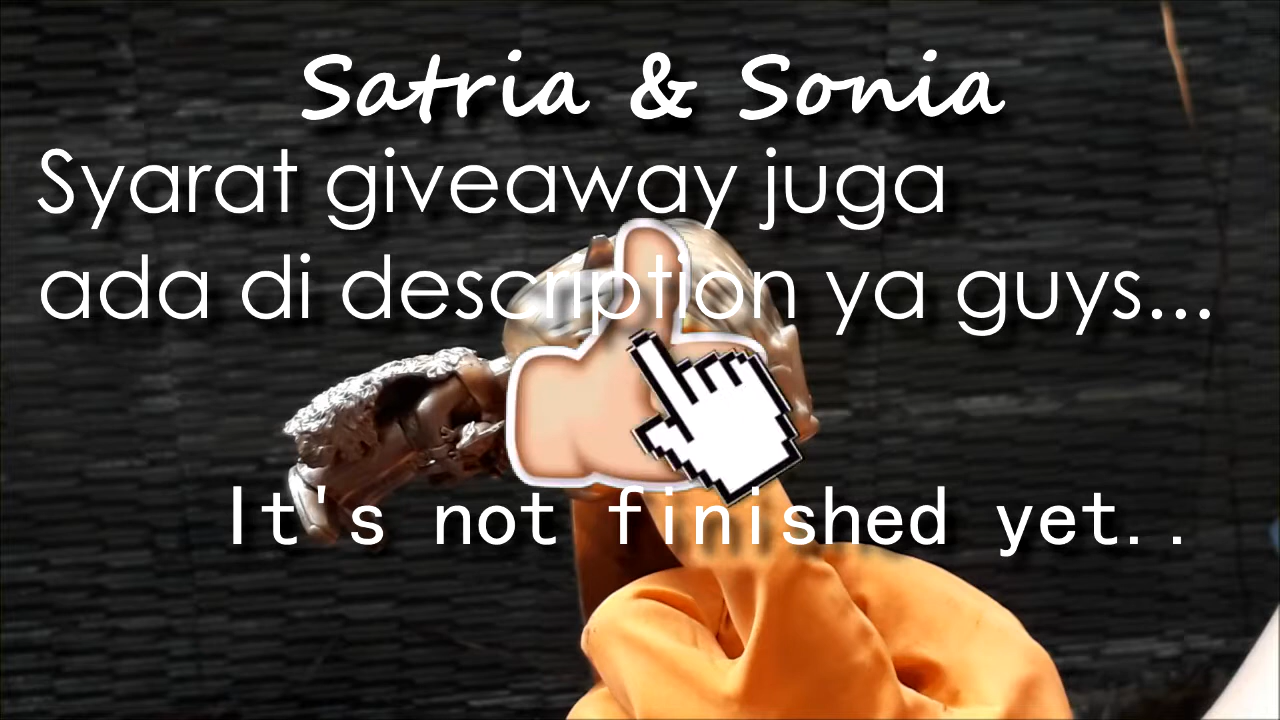 Satria & Sonia
Syarat giveaway juga
ada di description ya guys...
It's not finished yet..